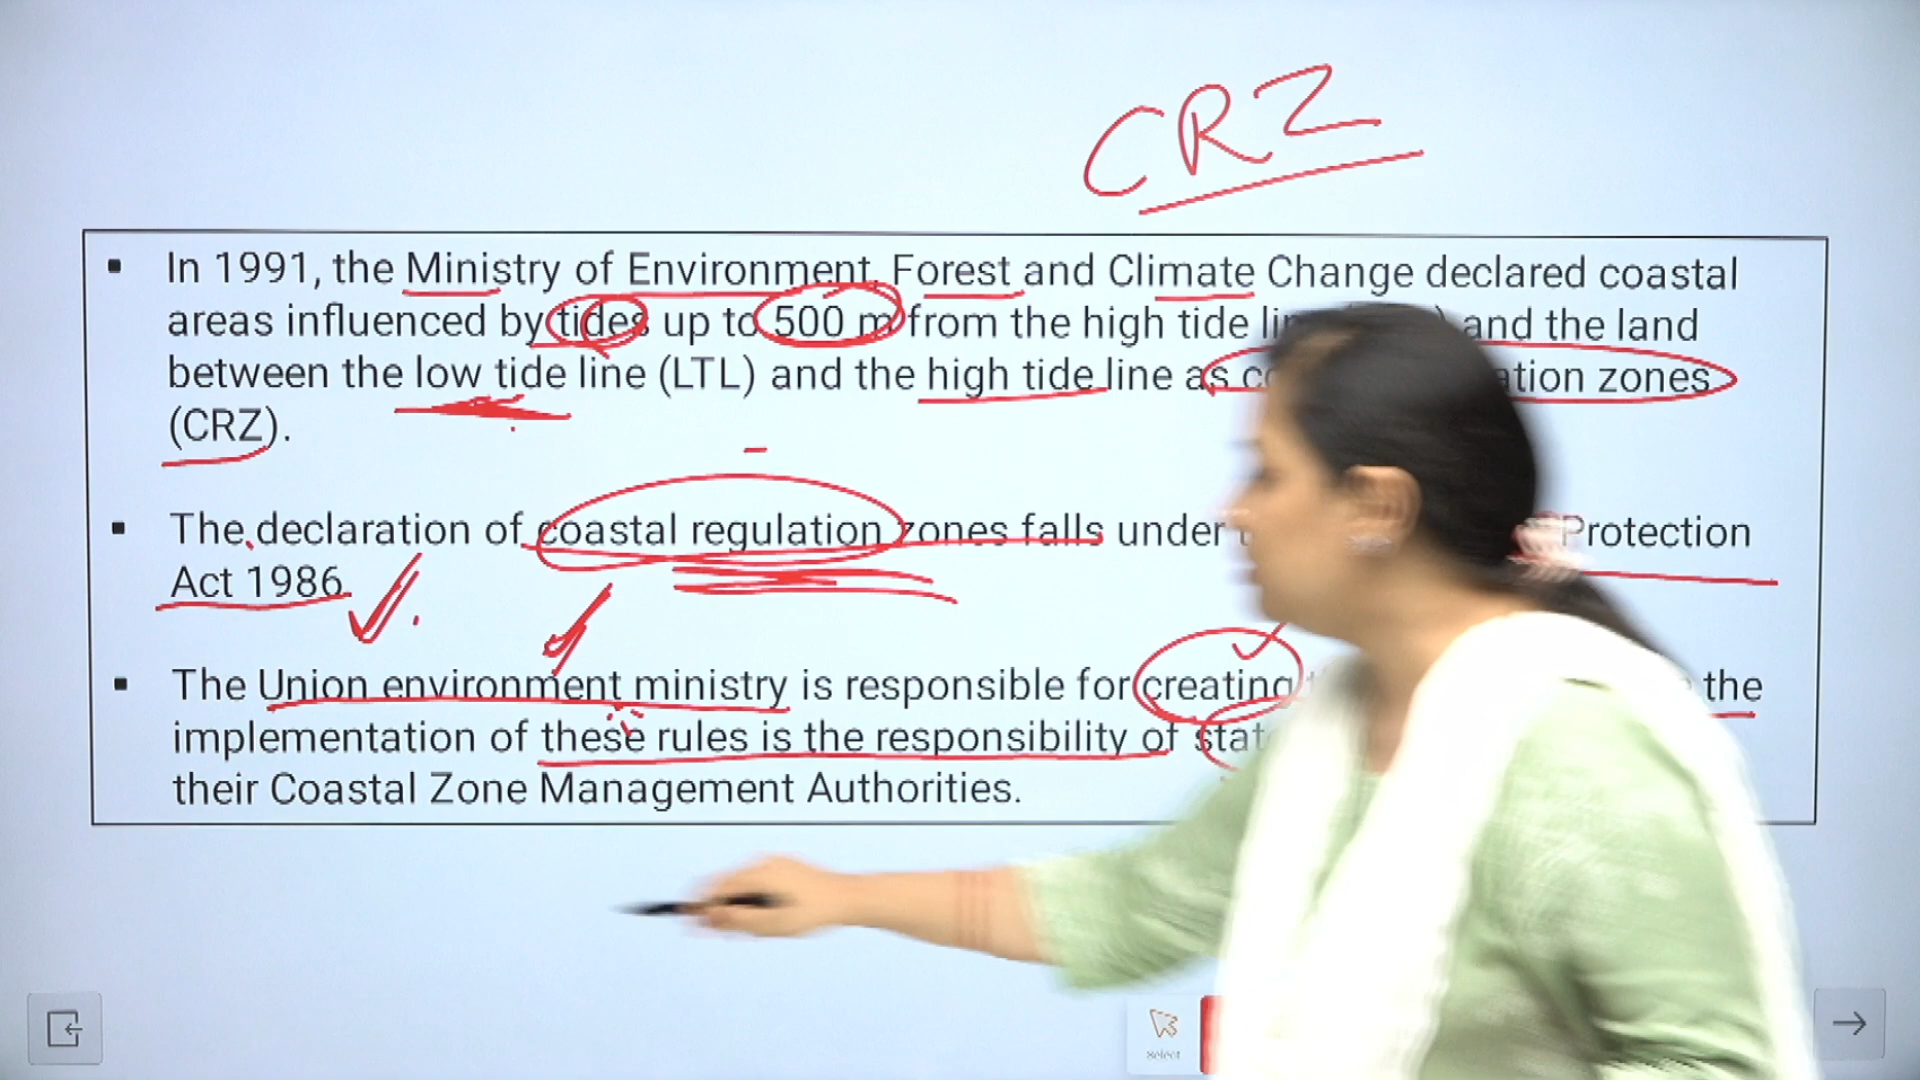 CRZ
▪ In 1991, the Ministry of Environment, Forest and Climate Change declared coastal
areas influenced by tides up to 500 m from the high tide and the land
between the low tide line (LTL) and the high tide line as zones
(CRZ).
▪ The declaration of coastal regulation zones falls under Protection
Act 1986.
▪ The Union environment ministry is responsible for creating the
implementation of these rules is the responsibility of
their Coastal Zone Management Authorities.
select